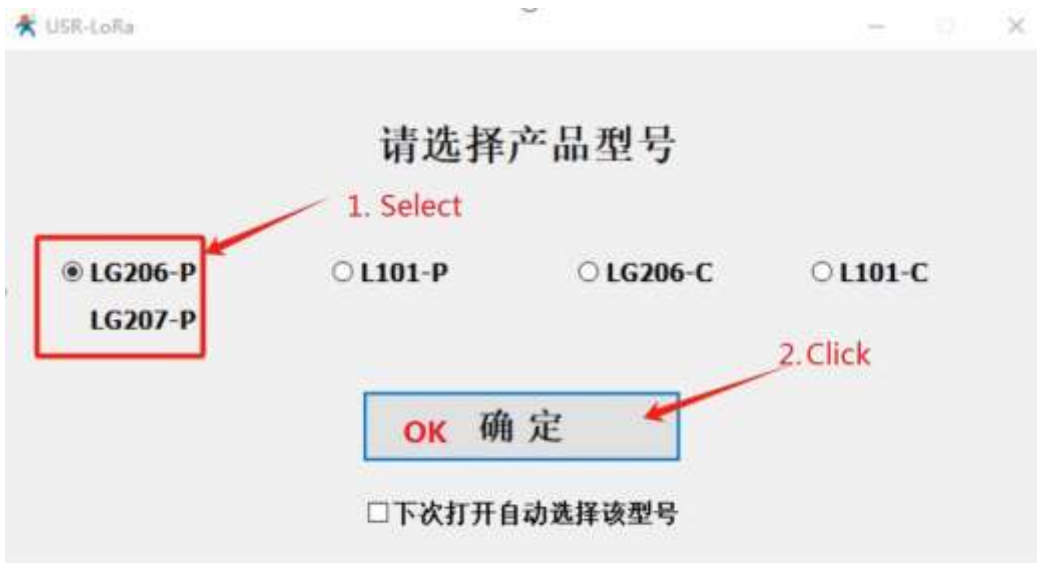 USR-LoRa
请选择产品型号
1. Select
LG206-P
L101-P
LG206-C
L101-C
LG207-P
2.Click
OK 确定
下次打开自动选择该型号